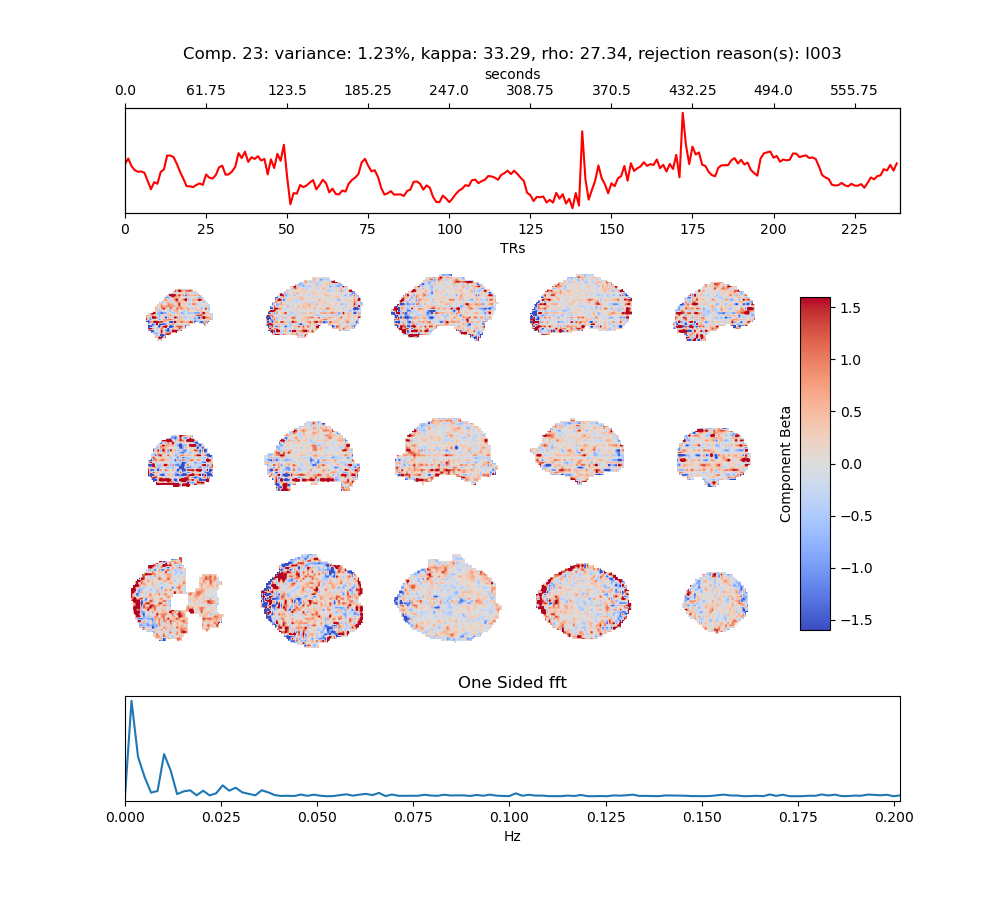 Comp. 23: variance: 1.23%, kappa: 33.29, rho: 27.34, rejection reason(s): I003
seconds
0.0 61.75 123.5 185.25 247.0 308.75 370.5 432.25 494.0 555.75
0 25 50 75 100 125 150 175 200 225
TRs
1.5
1.0
0.5
0.0
−0.5
−1.0
−1.5
Component Beta
One Sided fft
0.000 0.025 0.050 0.075 0.100 0.125 0.150 0.175 0.200
Hz